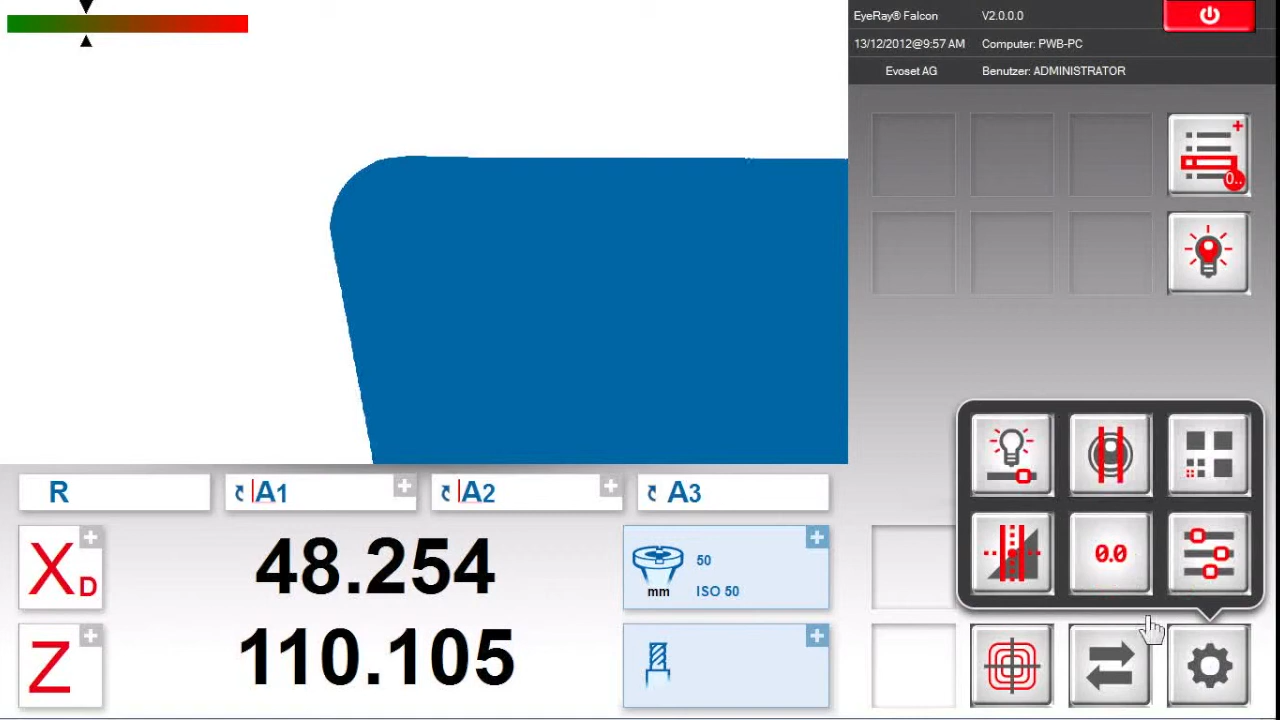 EyeRay® Falcon V2.0.0.0
13/12/2012@9:57 AM Computer: PWB-PC
Evoset AG Benutzer: ADMINISTRATOR
0..
0.0
R A1 A2 A3
XD 48.254
50
mm ISO 50
Z 110.105